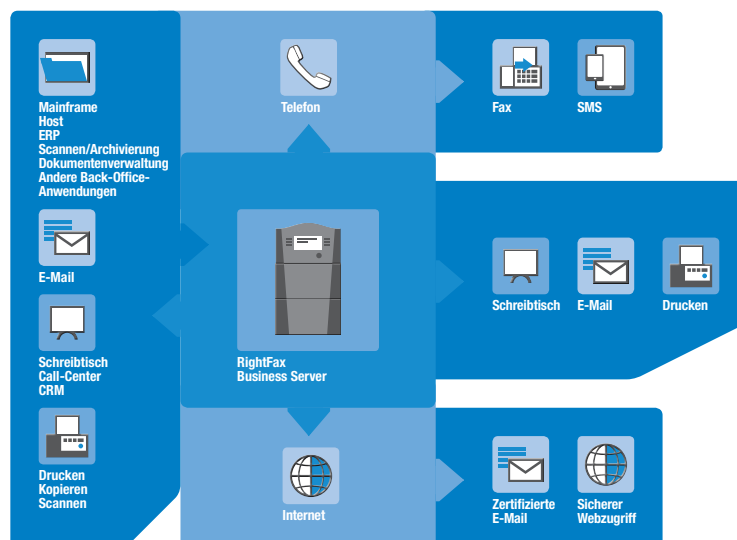 Mainframe
Host
ERP
Scannen/Archivierung
Dokumentenverwaltung
Andere Back-Office-
Anwendungen
E-Mail
Schreibtisch
Call-Center
CRM
Drucken
Kopieren
Scannen
Telefon
RightFax
Business Server
Internet
Fax
SMS
Schreibtisch
E-Mail
Drucken
Zertifizierte
E-Mail
Sicherer
Webzugriff